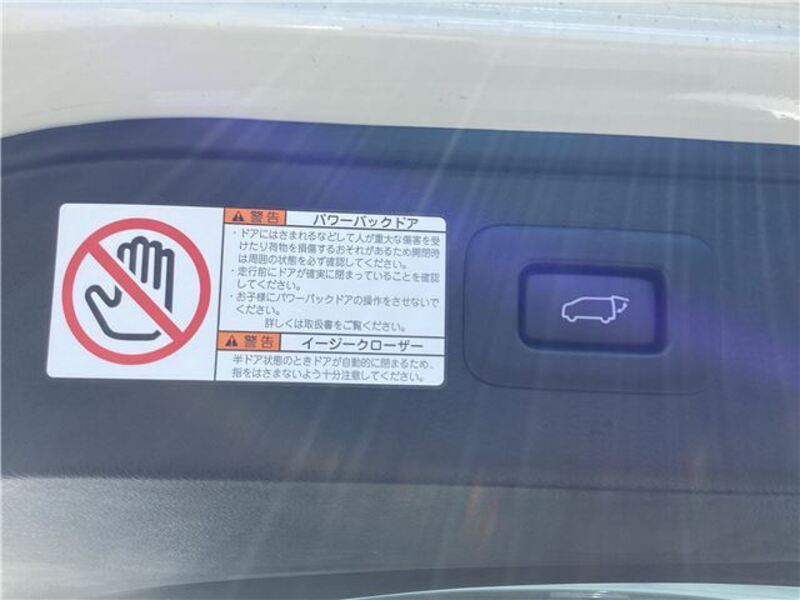 警告 パワーバックドア
・ドアにはさまれるなどして人が重大な傷害を受
けたり荷物を損傷するおそれがあるため開閉時
は周囲の状態を必ず確認してください。
・走行前にドアが確実に閉まっていることを確認
してください。
・お子様にパワーバックドアの操作をさせないで
ください。
詳しくは取扱書をご覧ください。
警告 イージークローザー
半ドア状態のときドアが自動的に閉まるため、
指をはさまないよう十分注意してください。